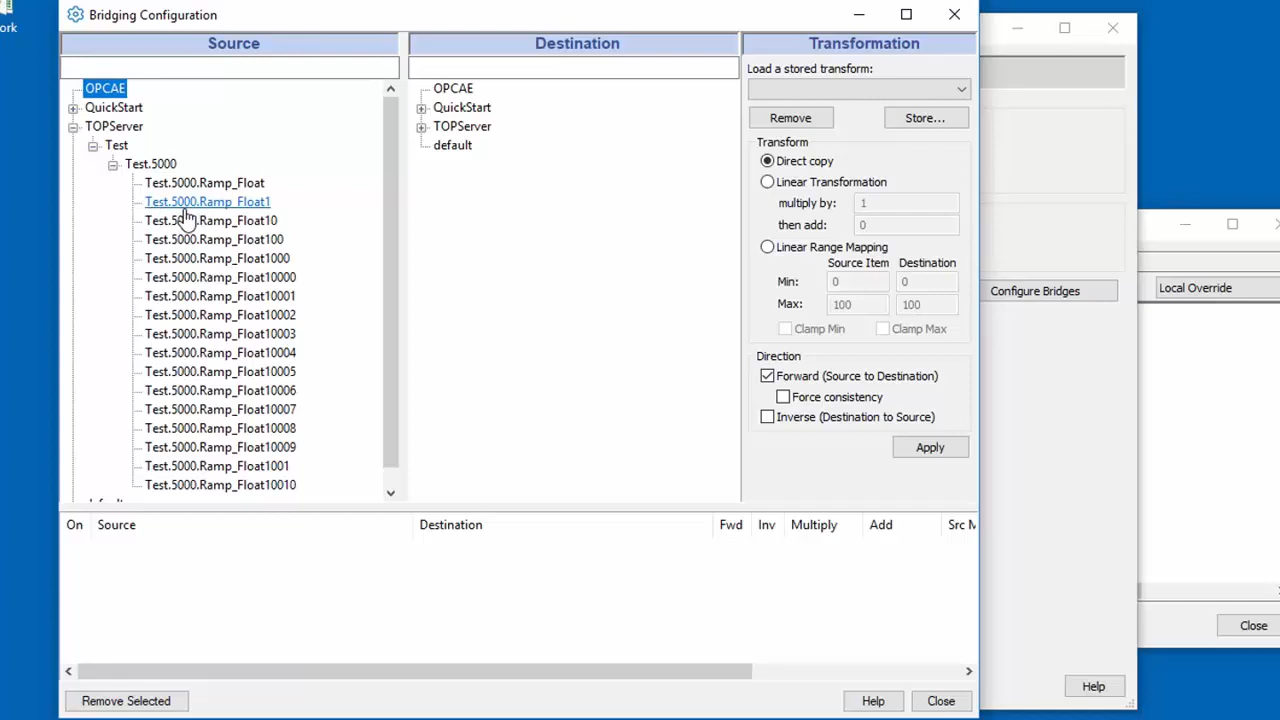 ork
Bridging Configuration
Source
Destination
Transformation
OPCAE
QuickStart
TOPServer
Test
Test.5000
Test.5000.Ramp_Float
Test.5000.Ramp_Float1
Test.5000.Ramp_Float10
Test.5000.Ramp_Float100
Test.5000.Ramp_Float1000
Test.5000.Ramp_Float10000
Test.5000.Ramp_Float10001
Test.5000.Ramp_Float10002
Test.5000.Ramp_Float10003
Test.5000.Ramp_Float10004
Test.5000.Ramp_Float10005
Test.5000.Ramp_Float10006
Test.5000.Ramp_Float10007
Test.5000.Ramp_Float10008
Test.5000.Ramp_Float10009
Test.5000.Ramp_Float1001
Test.5000.Ramp_Float10010
OPCAE
QuickStart
TOPServer
default
Load a stored transform:
Remove
Store...
Transform
Direct copy
Linear Transformation
multiply by: 1
then add: 0
Linear Range Mapping
Source Item Destination
Min: 0 0
Max: 100 100
Clamp Min Clamp Max
Direction
Forward (Source to Destination)
Force consistency
Inverse (Destination to Source)
Apply
On Source Destination Fwd Inv Multiply Add Src M
Remove Selected
Help
Close
Configure Bridges
Help
Local Override
Close